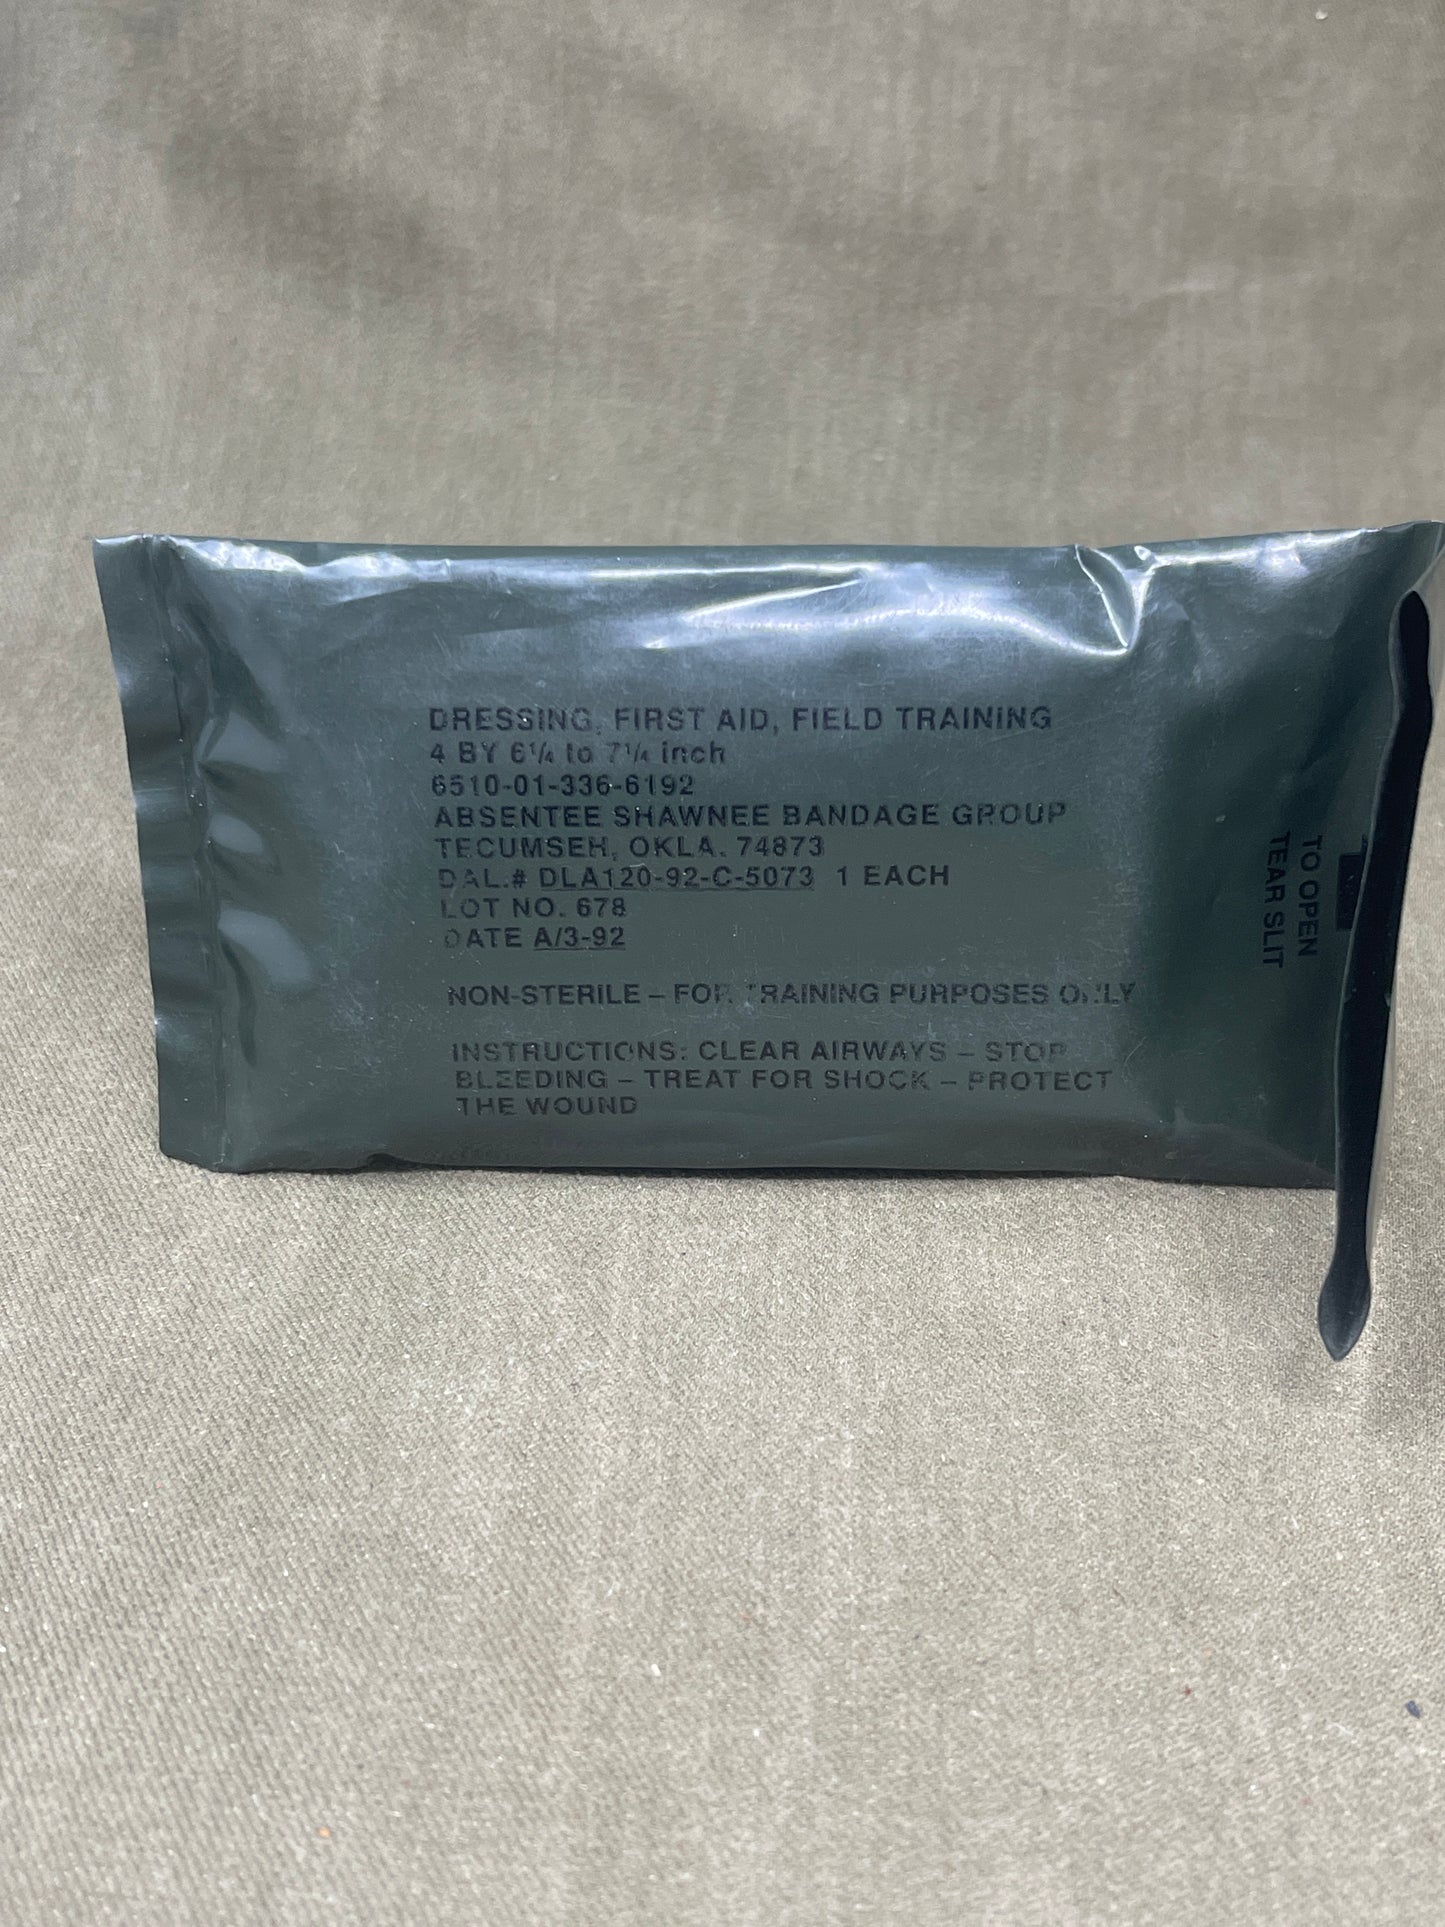 DRESSING, FIRST AID, FIELD TRAINING
4 BY 6¼ to 7¼ inch
6510-01-336-6192
ABSENTEE SHAWNEE BANDAGE GROUP
TECUMSEH, OKLA. 74873
DAL.# DLA120-92-C-5073 1 EACH
LOT NO. 678
DATE A/3-92
NON-STERILE – FOR TRAINING PURPOSES ONLY
INSTRUCTIONS: CLEAR AIRWAYS – STOP
BLEEDING – TREAT FOR SHOCK – PROTECT
THE WOUND
TO OPEN
TEAR SLIT